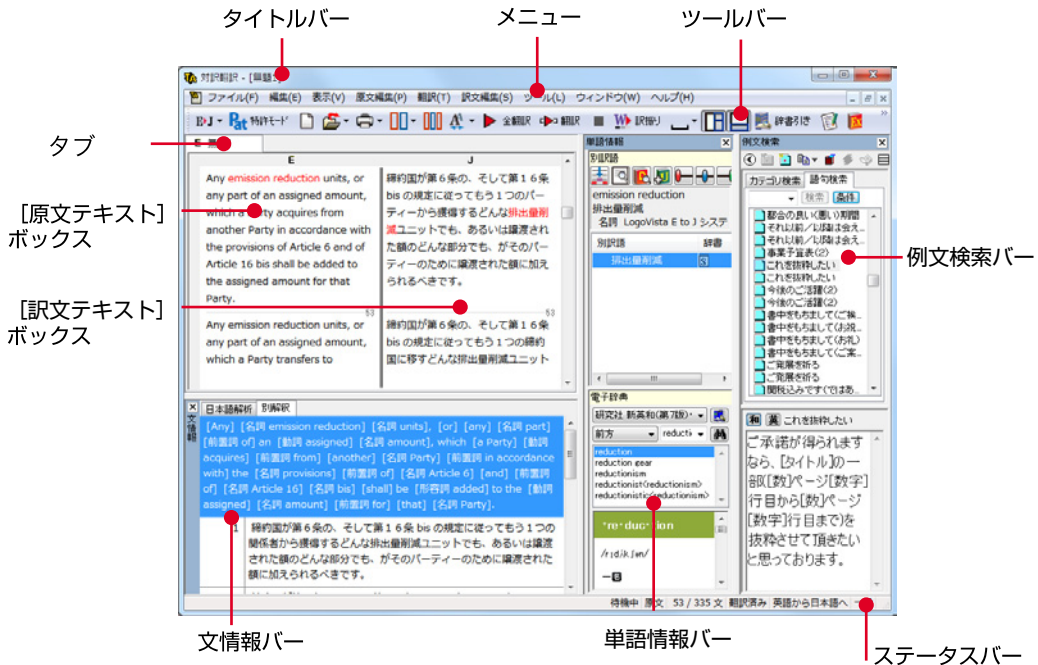 タイトルバー
メニュー
ツールバー
対訳翻訳 - [単語
ファイル(F) 編集(E) 表示(V) 原文編集(P) 翻訳(T) 訳文編集(S) ツール(L) ウィンドウ(W) ヘルプ(H)
E▸J Pat 特許モード 全翻訳 翻訳 訳振り 辞書引き
タブ
E
E
J
Any emission reduction units, or
any part of an assigned amount,
which a Party acquires from
another Party in accordance with
the provisions of Article 6 and of
Article 16 bis shall be added to
the assigned amount for that
Party.
53
締約国が第６条の、そして第１６条
bis の規定に従ってもう１つのパー
ティーから獲得するどんな排出量削
減ユニットでも、あるいは譲渡され
た額のどんな部分でも、がそのパー
ティーのために譲渡された額に加え
られるべきです。
53
Any emission reduction units, or
any part of an assigned amount,
which a Party transfers to
締約国が第６条の、そして第１６条
bis の規定に従ってもう１つの締約
国に移すどんな排出量削減ユニット
［原文テキスト］
ボックス
［訳文テキスト］
ボックス
単語情報
別訳語
emission reduction
排出量削減
名詞 LogoVista E to J システ
別訳語 辞書
排出量削減 S
電子辞典
研究社 新英和(第7版)
前方 reducti
reduction
reduction gear
reductionism
reductionist(reductionism)
reductionistic(reductionism)
·re·duc·tion
/rɪdʌ́kʃən/
例文検索
カテゴリ検索 語句検索
検索 条件
都合の良い(悪い)期間
それ以前／以降は会え...
それ以前／以降は会え...
事業予算表(2)
これを抜粋したい
これを抜粋したい
今後のご活躍(2)
今後のご活躍(2)
書中をもちまして(ご挨...
書中をもちまして(お祝...
書中をもちまして(お礼)
書中をもちまして(ご案...
ご発展を祈る
ご発展を祈る
関税込みです(ではあ...
例文検索バー
和 英 これを抜粋したい
ご承諾が得られます
なら、[タイトル]の一
部([数]ページ[数字]
行目から[数]ページ
[数字]行目まで)を
抜粋させて頂きたい
と思っております。
文情報
日本語解析 別解釈
[Any] [名詞 emission reduction] [名詞 units], [or] [any] [名詞 part]
[前置詞 of] an [動詞 assigned] [名詞 amount], which [a Party] [動詞
acquires] [前置詞 from] [another] [名詞 Party] [前置詞 in accordance
with] the [名詞 provisions] [前置詞 of] [名詞 Article 6] [and] [前置詞
of] [名詞 Article 16] [名詞 bis] [shall] be [形容詞 added] to the [動詞
assigned] [名詞 amount] [前置詞 for] [that] [名詞 Party].
1 締約国が第６条の、そして第１６条 bis の規定に従ってもう１つの
関係者から獲得するどんな排出量削減ユニットでも、あるいは譲渡
された額のどんな部分でも、がそのパーティーのために譲渡された
額に加えられるべきです。
待機中 原文 53 / 335 文 翻訳済み 英語から日本語へ
文情報バー
単語情報バー
ステータスバー